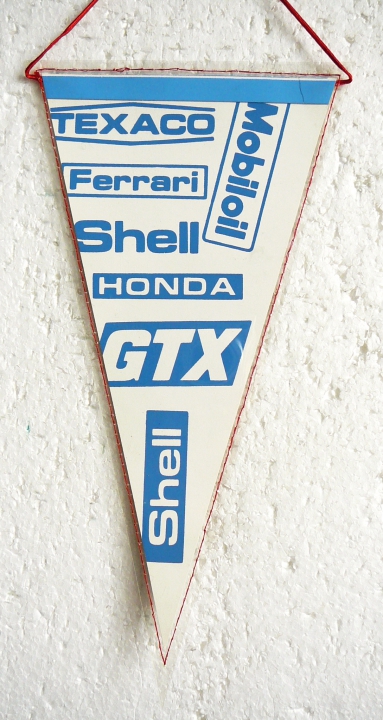 TEXACO
Mobiloil
Ferrari
Shell
HONDA
GTX
Shell